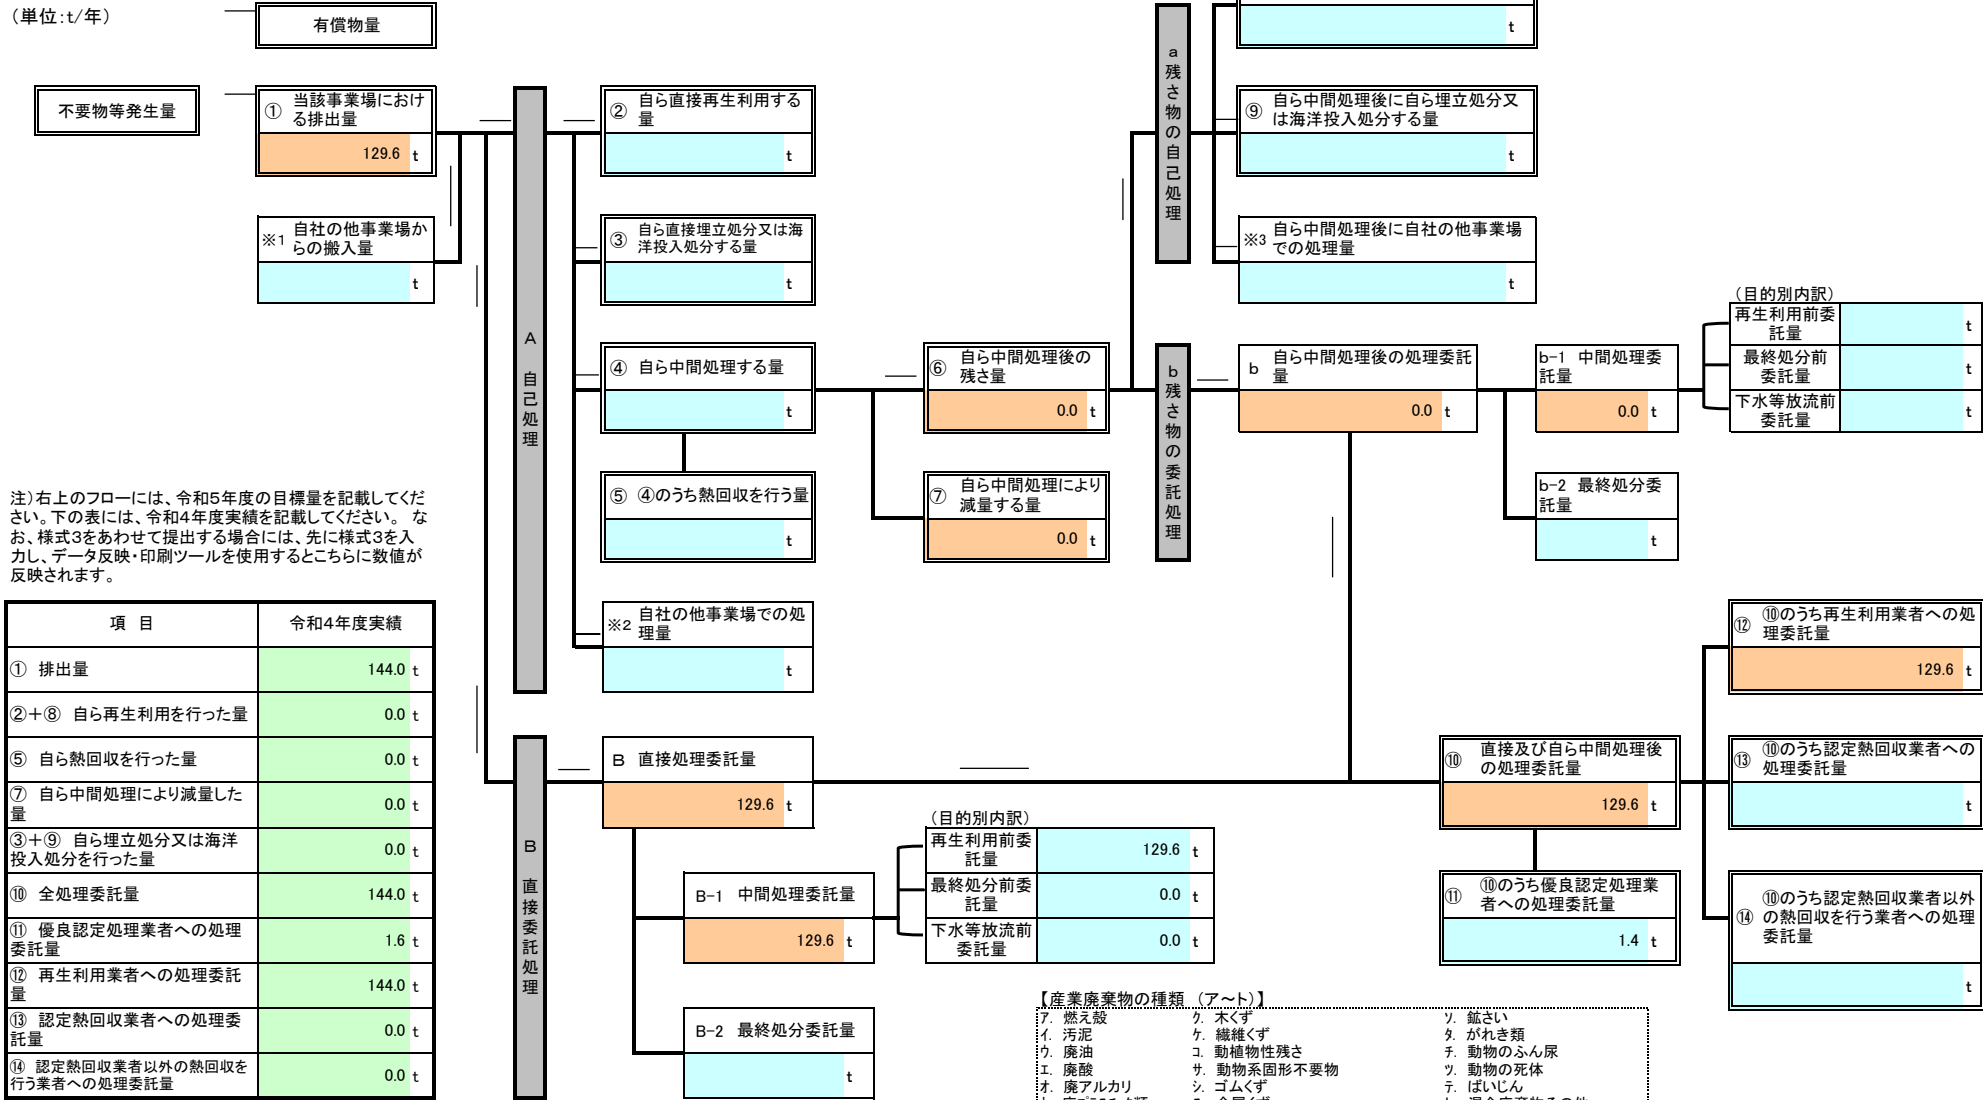 （単位：t/年）
有償物量
t
不要物等発生量
① 当該事業場におけ
る排出量
129.6 t
※1 自社の他事業場か
らの搬入量
t
A 自己処理
② 自ら直接再生利用する
量
t
③ 自ら直接埋立処分又は海
洋投入処分する量
t
④ 自ら中間処理する量
t
⑤ ④のうち熱回収を行う量
t
※2 自社の他事業場での処
理量
t
⑥ 自ら中間処理後の
残さ量
0.0 t
⑦ 自ら中間処理により
減量する量
0.0 t
a 残さ物の自己処理
⑨ 自ら中間処理後に自ら埋立処分又
は海洋投入処分する量
t
※3 自ら中間処理後に自社の他事業場
での処理量
t
b 残さ物の委託処理
b 自ら中間処理後の処理委託
量
0.0 t
b-1 中間処理委
託量
0.0 t
b-2 最終処分委
託量
t
（目的別内訳）
再生利用前委
託量
t
最終処分前
委託量
t
下水等放流前
委託量
t
注）右上のフローには、令和5年度の目標量を記載してくだ
さい。下の表には、令和4年度実績を記載してください。 な
お、様式3をあわせて提出する場合には、先に様式3を入
力し、データ反映・印刷ツールを使用するとこちらに数値が
反映されます。
項 目 令和4年度実績
① 排出量 144.0 t
②＋⑧ 自ら再生利用を行った量 0.0 t
⑤ 自ら熱回収を行った量 0.0 t
⑦ 自ら中間処理により減量した
量 0.0 t
③＋⑨ 自ら埋立処分又は海洋
投入処分を行った量 0.0 t
⑩ 全処理委託量 144.0 t
⑪ 優良認定処理業者への処理
委託量 1.6 t
⑫ 再生利用業者への処理委託
量 144.0 t
⑬ 認定熱回収業者への処理委
託量 0.0 t
⑭ 認定熱回収業者以外の熱回収を
行う業者への処理委託量 0.0 t
B 直接委託処理
B 直接処理委託量
129.6 t
B-1 中間処理委託量
129.6 t
B-2 最終処分委託量
t
（目的別内訳）
再生利用前委
託量
129.6 t
最終処分前委
託量
0.0 t
下水等放流前
委託量
0.0 t
⑩ 直接及び自ら中間処理後
の処理委託量
129.6 t
⑪ ⑩のうち優良認定処理業
者への処理委託量
1.4 t
⑫ ⑩のうち再生利用業者への処
理委託量
129.6 t
⑬ ⑩のうち認定熱回収業者への
処理委託量
t
⑭ ⑩のうち認定熱回収業者以外
の熱回収を行う業者への処理
委託量
t
【産業廃棄物の種類 （ア～ト）】
ア. 燃え殻 ク. 木くず ソ. 鉱さい
イ. 汚泥 ケ. 繊維くず タ. がれき類
ウ. 廃油 コ. 動植物性残さ チ. 動物のふん尿
エ. 廃酸 サ. 動物系固形不要物 ツ. 動物の死体
オ. 廃アルカリ シ. ゴムくず テ. ばいじん